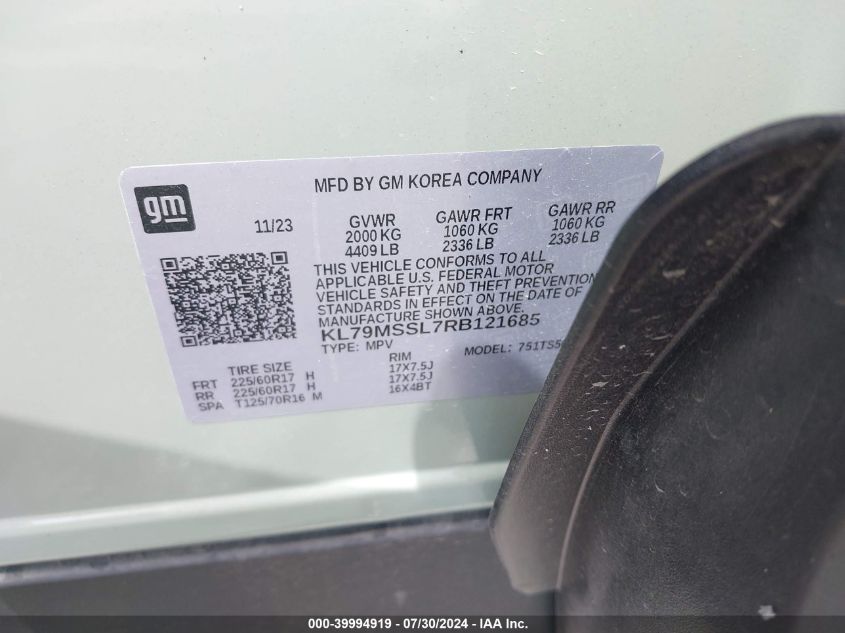 MFD BY GM KOREA COMPANY
gm
11/23
GVWR GAWR FRT GAWR RR
2000 KG 1060 KG 1060 KG
4409 LB 2336 LB 2336 LB
THIS VEHICLE CONFORMS TO ALL
APPLICABLE U.S. FEDERAL MOTOR
VEHICLE SAFETY AND THEFT PREVENTION
STANDARDS IN EFFECT ON THE DATE OF
MANUFACTURE SHOWN ABOVE.
KL79MSSL7RB121685
TYPE: MPV MODEL:
TIRE SIZE RIM
FRT 225/60R17 H 17X7.5J
RR 225/60R17 H 17X7.5J
SPA T125/70R16 M 16X4BT
000-39994919 / 07/30/2024 - IAA Inc.